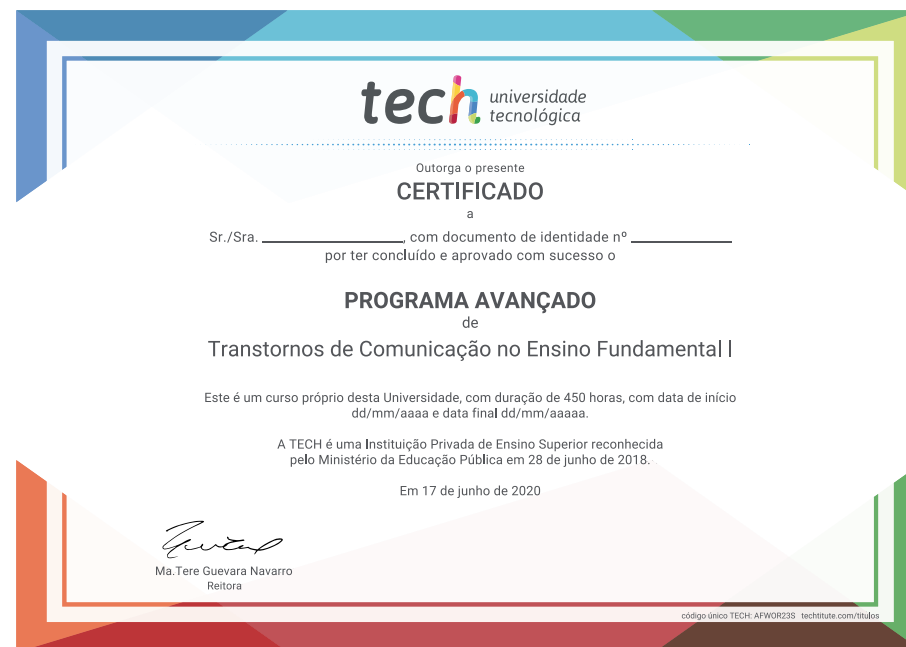 tech universidade
tecnológica
Outorga o presente
CERTIFICADO
a
Sr./Sra. ____________, com documento de identidade nº ____________
por ter concluído e aprovado com sucesso o
PROGRAMA AVANÇADO
de
Transtornos de Comunicação no Ensino Fundamental I
Este é um curso próprio desta Universidade, com duração de 450 horas, com data de início
dd/mm/aaaa e data final dd/mm/aaaaa.
A TECH é uma Instituição Privada de Ensino Superior reconhecida
pelo Ministério da Educação Pública em 28 de junho de 2018.
Em 17 de junho de 2020
Ma.Tere Guevara Navarro
Reitora
código único TECH: AFWOR23S techtitute.com/titulos